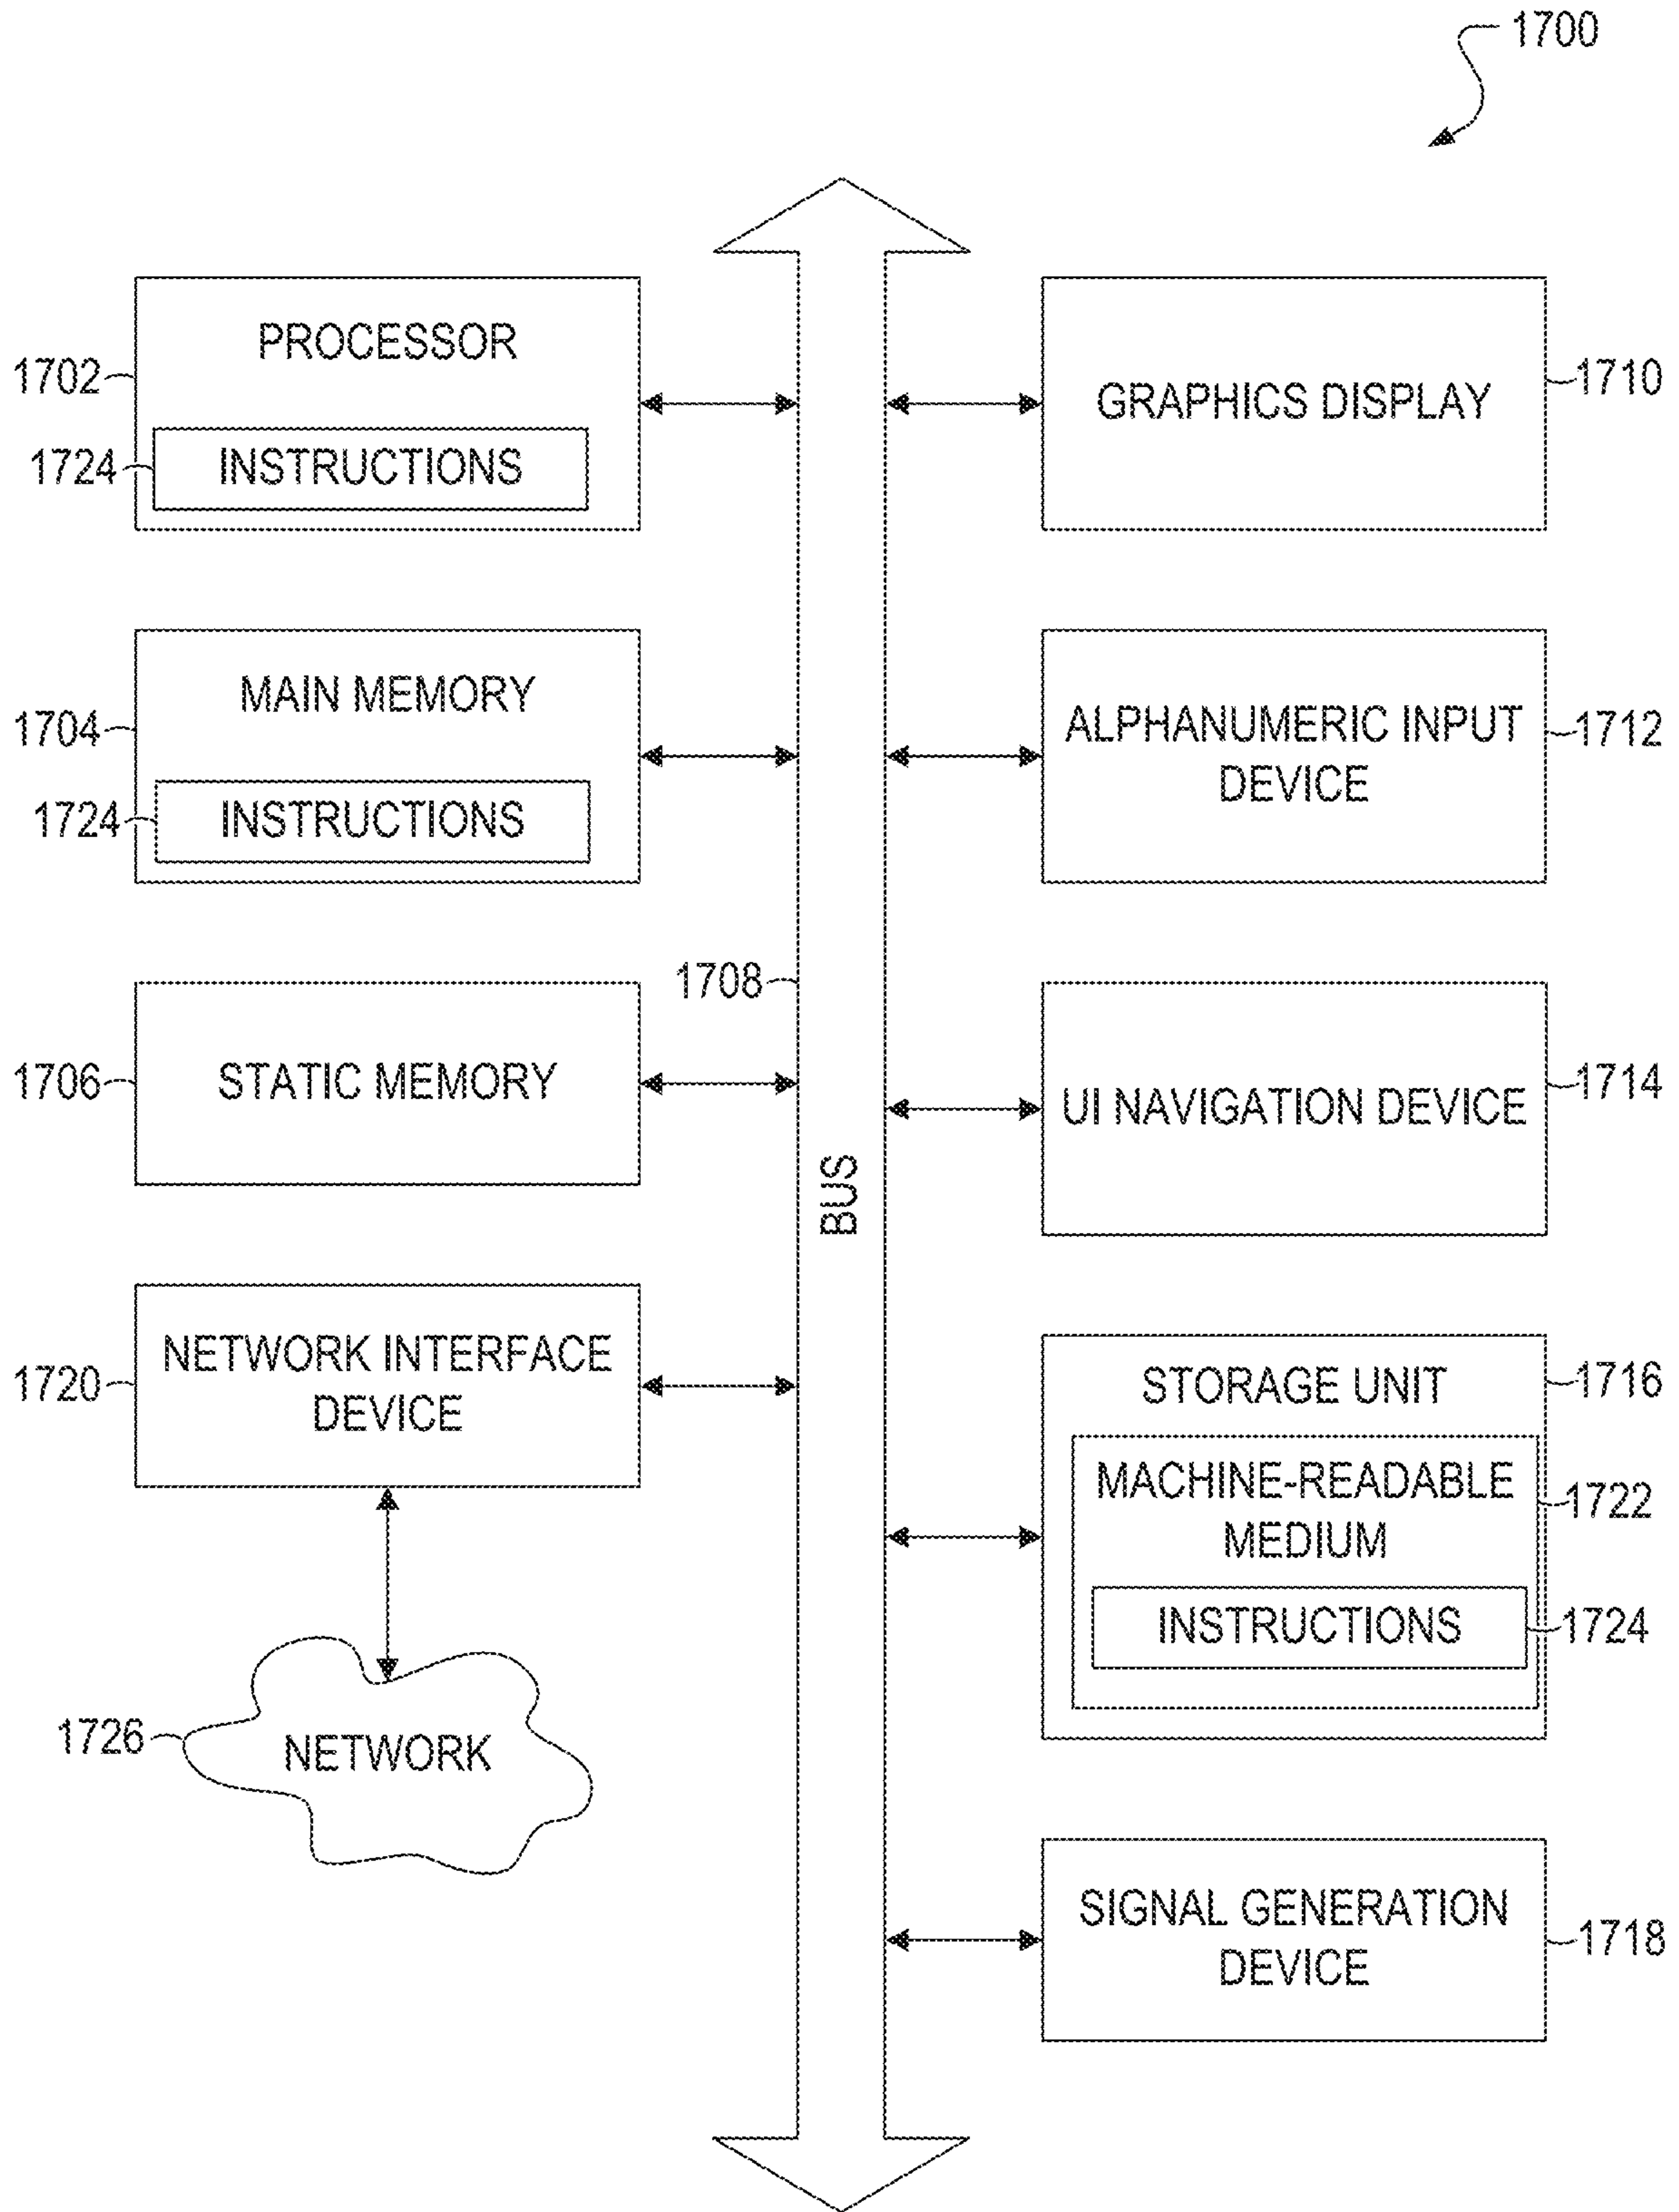 1700
PROCESSOR
1702
1724
INSTRUCTIONS
MAIN MEMORY
1704
1724
INSTRUCTIONS
1708
STATIC MEMORY
1706
BUS
NETWORK INTERFACE
DEVICE
1720
NETWORK
1726
GRAPHICS DISPLAY
1710
ALPHANUMERIC INPUT
DEVICE
1712
UI NAVIGATION DEVICE
1714
STORAGE UNIT
1716
MACHINE-READABLE
MEDIUM
1722
INSTRUCTIONS
1724
SIGNAL GENERATION
DEVICE
1718